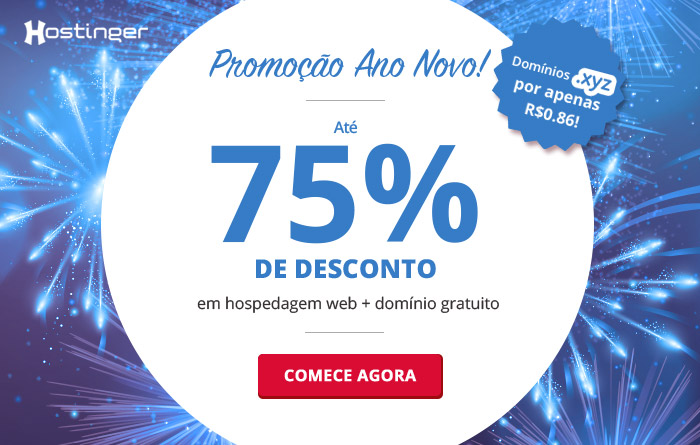 Hostinger
Promoção Ano Novo!
Domínios .xyz
por apenas
R$0.86!
Até
75%
DE DESCONTO
em hospedagem web + domínio gratuito
COMECE AGORA